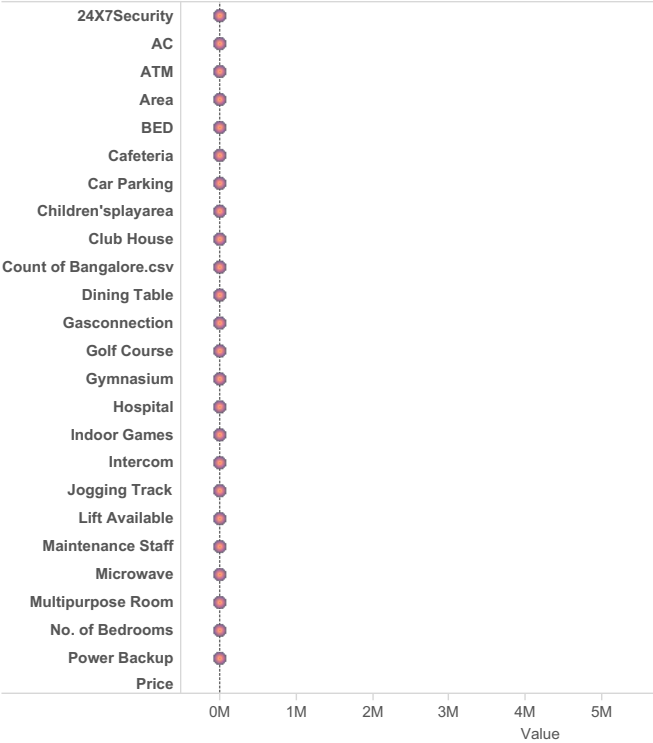 24X7Security
AC
ATM
Area
BED
Cafeteria
Car Parking
Children'splayarea
Club House
Count of Bangalore.csv
Dining Table
Gasconnection
Golf Course
Gymnasium
Hospital
Indoor Games
Intercom
Jogging Track
Lift Available
Maintenance Staff
Microwave
Multipurpose Room
No. of Bedrooms
Power Backup
Price
0M 1M 2M 3M 4M 5M
Value